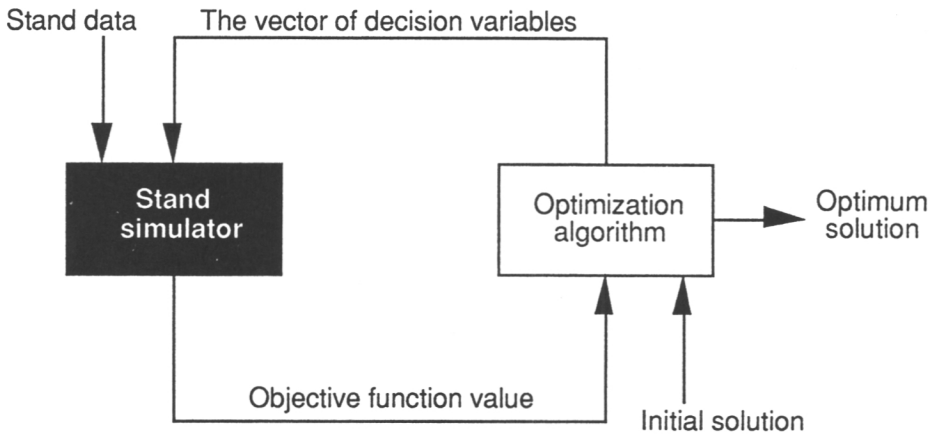 Stand data
The vector of decision variables
Stand
simulator
Optimization
algorithm
Optimum
solution
Objective function value
Initial solution